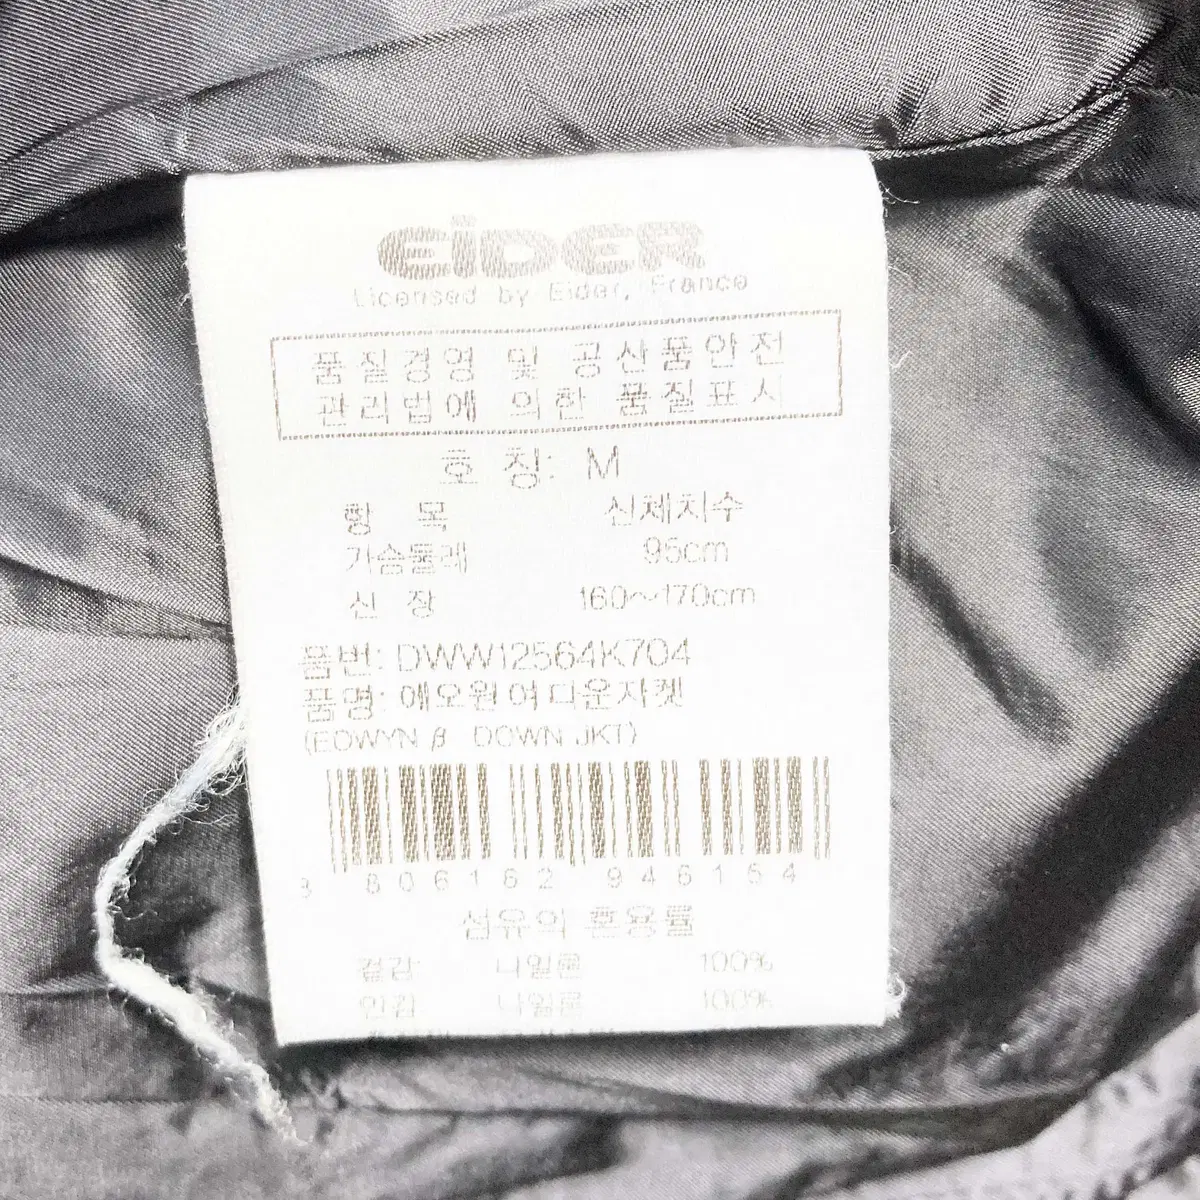 EiDER
Licensed by Eider, France
품질경영 및 공산품안전
관리법에 의한 품질표시
호 칭: M
항 목 신체치수
가슴둘레 95cm
신 장 160~170cm
품번: DWW12564K704
품명: 에오윈 여 다운자켓
(EOWYN β DOWN JKT)
8 806162 946154
섬유의 혼용률
겉감 나일론 100%
안감 나일론 100%